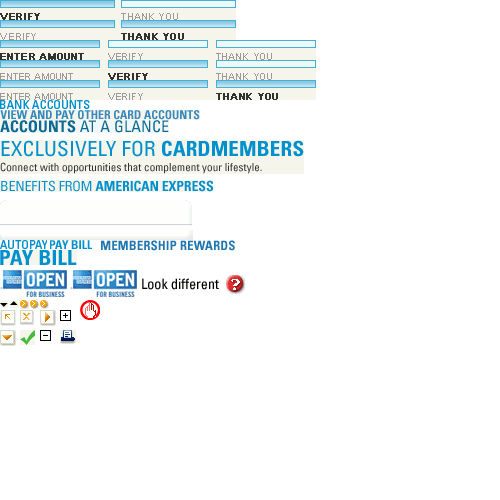 VERIFY THANK YOU
VERIFY THANK YOU
ENTER AMOUNT VERIFY THANK YOU
ENTER AMOUNT VERIFY THANK YOU
ENTER AMOUNT VERIFY THANK YOU
BANK ACCOUNTS
VIEW AND PAY OTHER CARD ACCOUNTS
ACCOUNTS AT A GLANCE
EXCLUSIVELY FOR CARDMEMBERS
Connect with opportunities that complement your lifestyle.
BENEFITS FROM AMERICAN EXPRESS
AUTOPAY PAY BILL MEMBERSHIP REWARDS
PAY BILL
OPEN OPEN Look different ?
FOR BUSINESS FOR BUSINESS